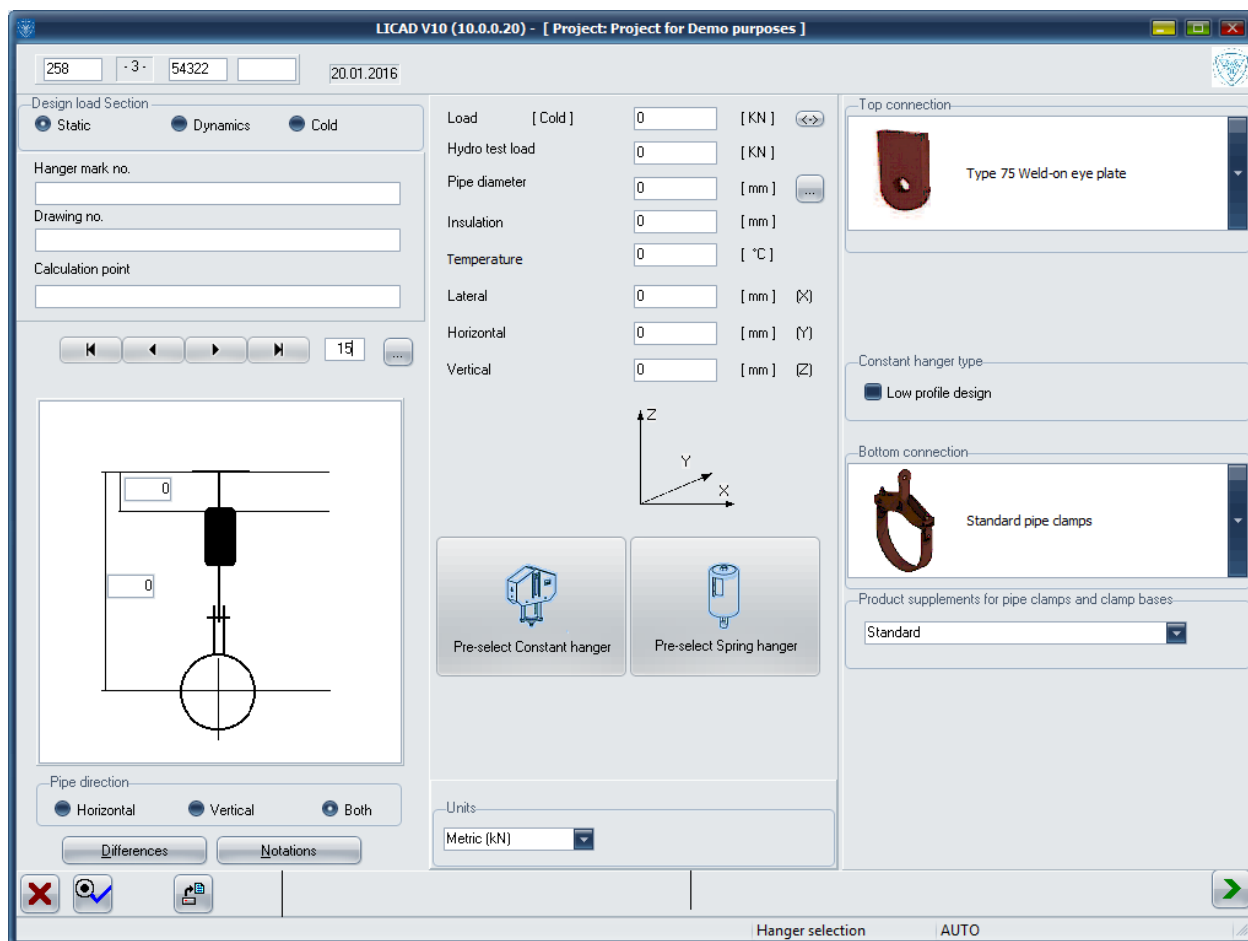 LICAD V10 (10.0.0.20) - [ Project: Project for Demo purposes ]
258 - 3 - 54322 20.01.2016
Design load Section
Static Dynamics Cold
Hanger mark no.
Drawing no.
Calculation point
15 ...
0
0
Pipe direction
Horizontal Vertical Both
Differences Notations
Load [ Cold ] 0 [ KN ] <->
Hydro test load 0 [ KN ]
Pipe diameter 0 [ mm ] ...
Insulation 0 [ mm ]
Temperature 0 [ °C ]
Lateral 0 [ mm ] (X)
Horizontal 0 [ mm ] (Y)
Vertical 0 [ mm ] (Z)
Z
Y
X
Pre-select Constant hanger Pre-select Spring hanger
Units
Metric (kN)
Top connection
Type 75 Weld-on eye plate
Constant hanger type
Low profile design
Bottom connection
Standard pipe clamps
Product supplements for pipe clamps and clamp bases
Standard
Hanger selection AUTO